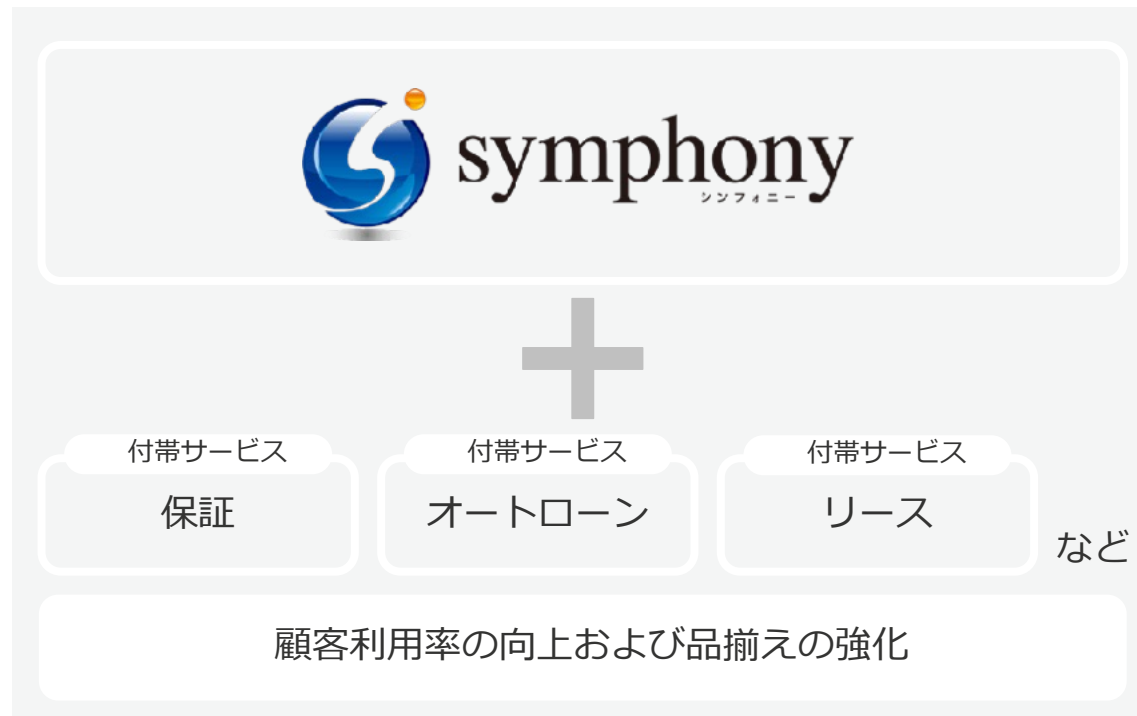 symphony
シンフォニー
付帯サービス
保証
付帯サービス
オートローン
付帯サービス
リース
など
顧客利用率の向上および品揃えの強化